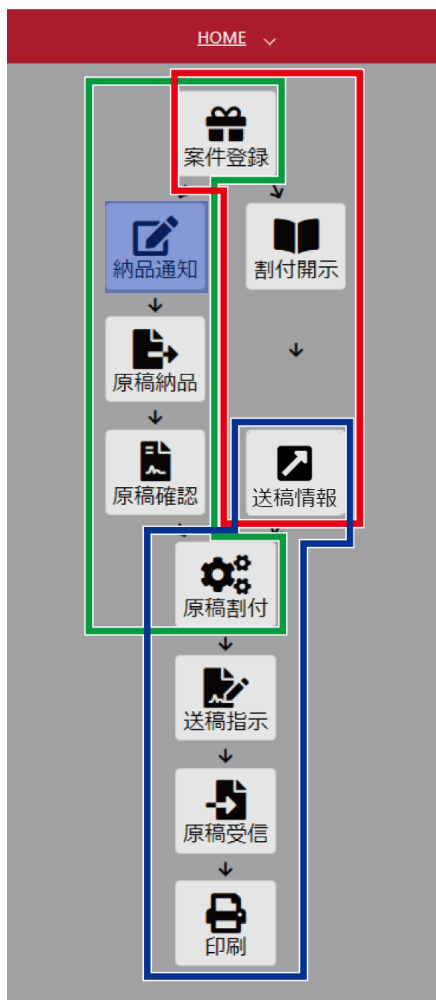 HOME
案件登録
納品通知
割付開示
原稿納品
原稿確認
送稿情報
原稿割付
送稿指示
原稿受信
印刷